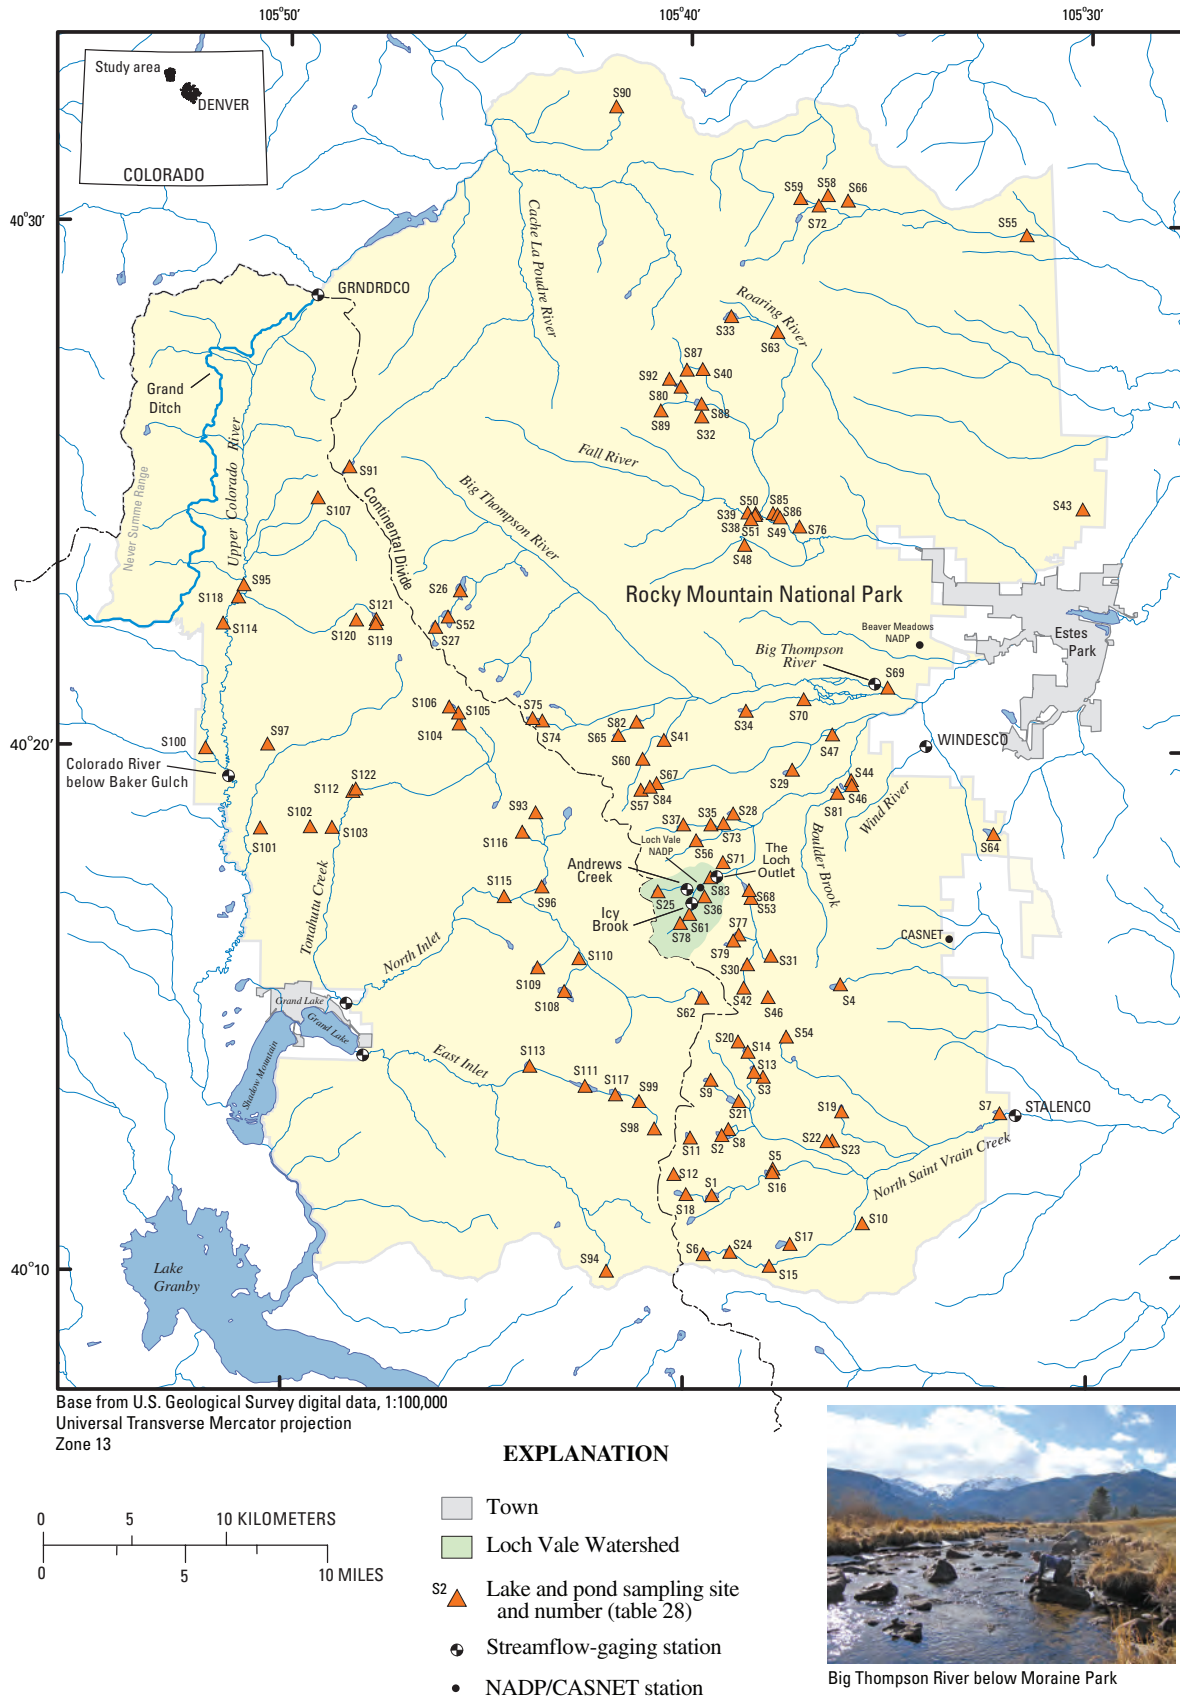 105°50'
105°40'
105°30'
Study area
DENVER
COLORADO
S90
S59
S58
S66
S72
S55
40°30'
Cache La Poudre River
GRNDRDCO
Roaring River
S33
S63
Grand
Ditch
S87
S40
S92
S80
S88
S89
S32
Upper Colorado River
Never Summe Range
S91
S107
Continental Divide
Fall River
Big Thompson River
S50
S85
S39
S86
S38
S51
S49
S76
S48
S43
S95
S118
S114
S26
S121
S120
S119
S52
S27
Rocky Mountain National Park
Beaver Meadows
NADP
Estes
Park
Big Thompson
River
S69
S70
S106
S105
S104
S75
S74
S82
S65
S41
S34
S47
S100
S97
40°20'
WINDESCO
Colorado River
below Baker Gulch
S60
S67
S29
S44
S46
S81
S122
S112
S57
S84
Wind River
S102
S103
S101
S93
S116
S37
S35
S28
S73
S64
Loch Vale
NADP
S56
S71
The
Loch
Outlet
Boulder Brook
Andrews
Creek
S115
S96
S25
S83
S36
S68
S53
Icy
Brook
S61
S78
S77
S79
CASNET
Tonahutu Creek
North Inlet
S110
S109
S108
S30
S31
S42
S46
S4
S62
Grand Lake
Grand Lake
Shadow Mountain
East Inlet
S113
S20
S14
S54
S13
S3
S111
S117
S99
S9
S21
S19
S7
STALENCO
S98
S11
S2
S8
S22
S23
S12
S5
S16
North Saint Vrain Creek
S18
S1
S10
S17
S6
S24
S15
S94
40°10'
Lake
Granby
Base from U.S. Geological Survey digital data, 1:100,000
Universal Transverse Mercator projection
Zone 13
EXPLANATION
0 5 10 KILOMETERS
0 5 10 MILES
Town
Loch Vale Watershed
S2 Lake and pond sampling site
and number (table 28)
Streamflow-gaging station
NADP/CASNET station
Big Thompson River below Moraine Park